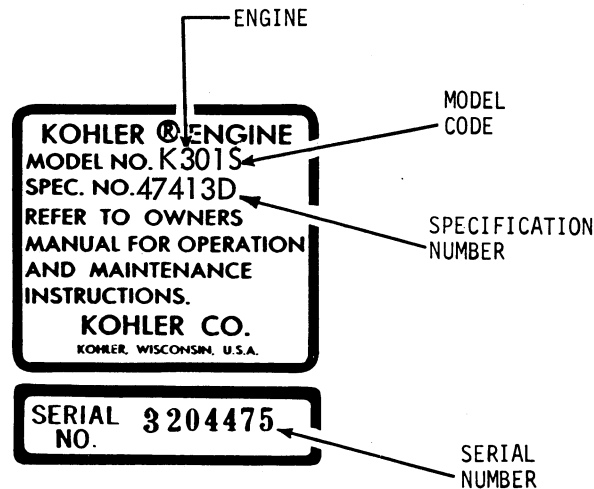 ENGINE
MODEL
CODE
KOHLER ® ENGINE
MODEL NO. K301S
SPEC. NO. 47413D
REFER TO OWNERS
MANUAL FOR OPERATION
AND MAINTENANCE
INSTRUCTIONS.
KOHLER CO.
KOHLER, WISCONSIN, U.S.A.
SPECIFICATION
NUMBER
SERIAL
NO.
3204475
SERIAL
NUMBER